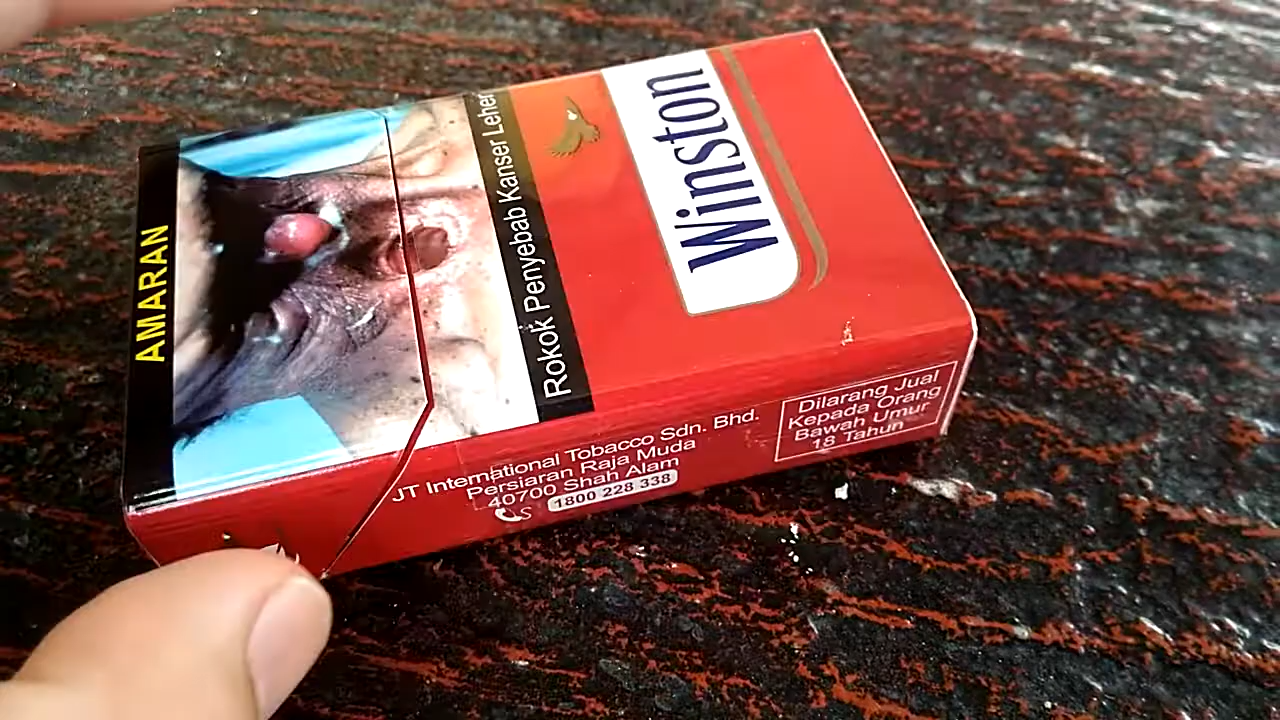 AMARAN
Rokok Penyebab Kanser Leher
Winston
JT International Tobacco Sdn. Bhd.
Persiaran Raja Muda
40700 Shah Alam
1800 228 338
Dilarang Jual
Kepada Orang
Bawah Umur
18 Tahun